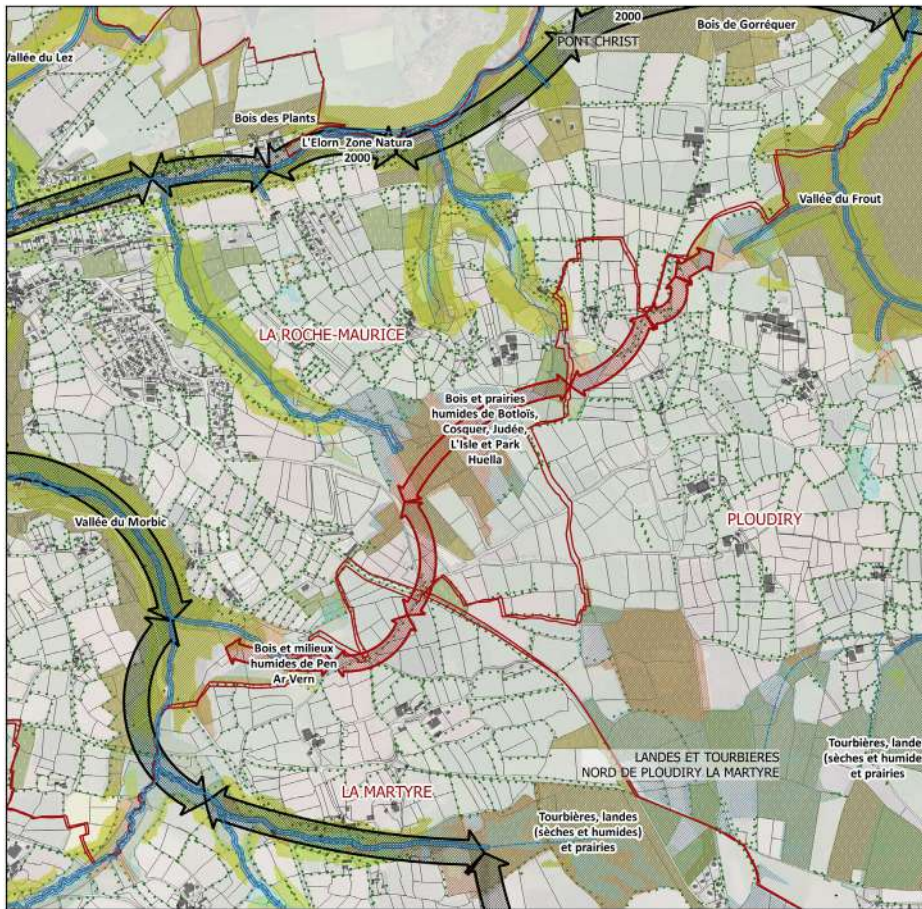 2000
Bois de Gorréquer
PONT CHRIST
Vallée du Lez
Bois des Plants
L'Elorn_Zone Natura
2000
Vallée du Frout
LA ROCHE-MAURICE
Bois et prairies
humides de Botloïs,
Cosquer, Judée,
L'Isle et Park
Huella
Vallée du Morbic
PLOUDIRY
Bois et milieux
humides de Pen
Ar Vern
LANDES ET TOURBIERES
NORD DE PLOUDIRY LA MARTYRE
Tourbières, lande
(sèches et humide
et prairies
LA MARTYRE
Tourbières, landes
(sèches et humides)
et prairies